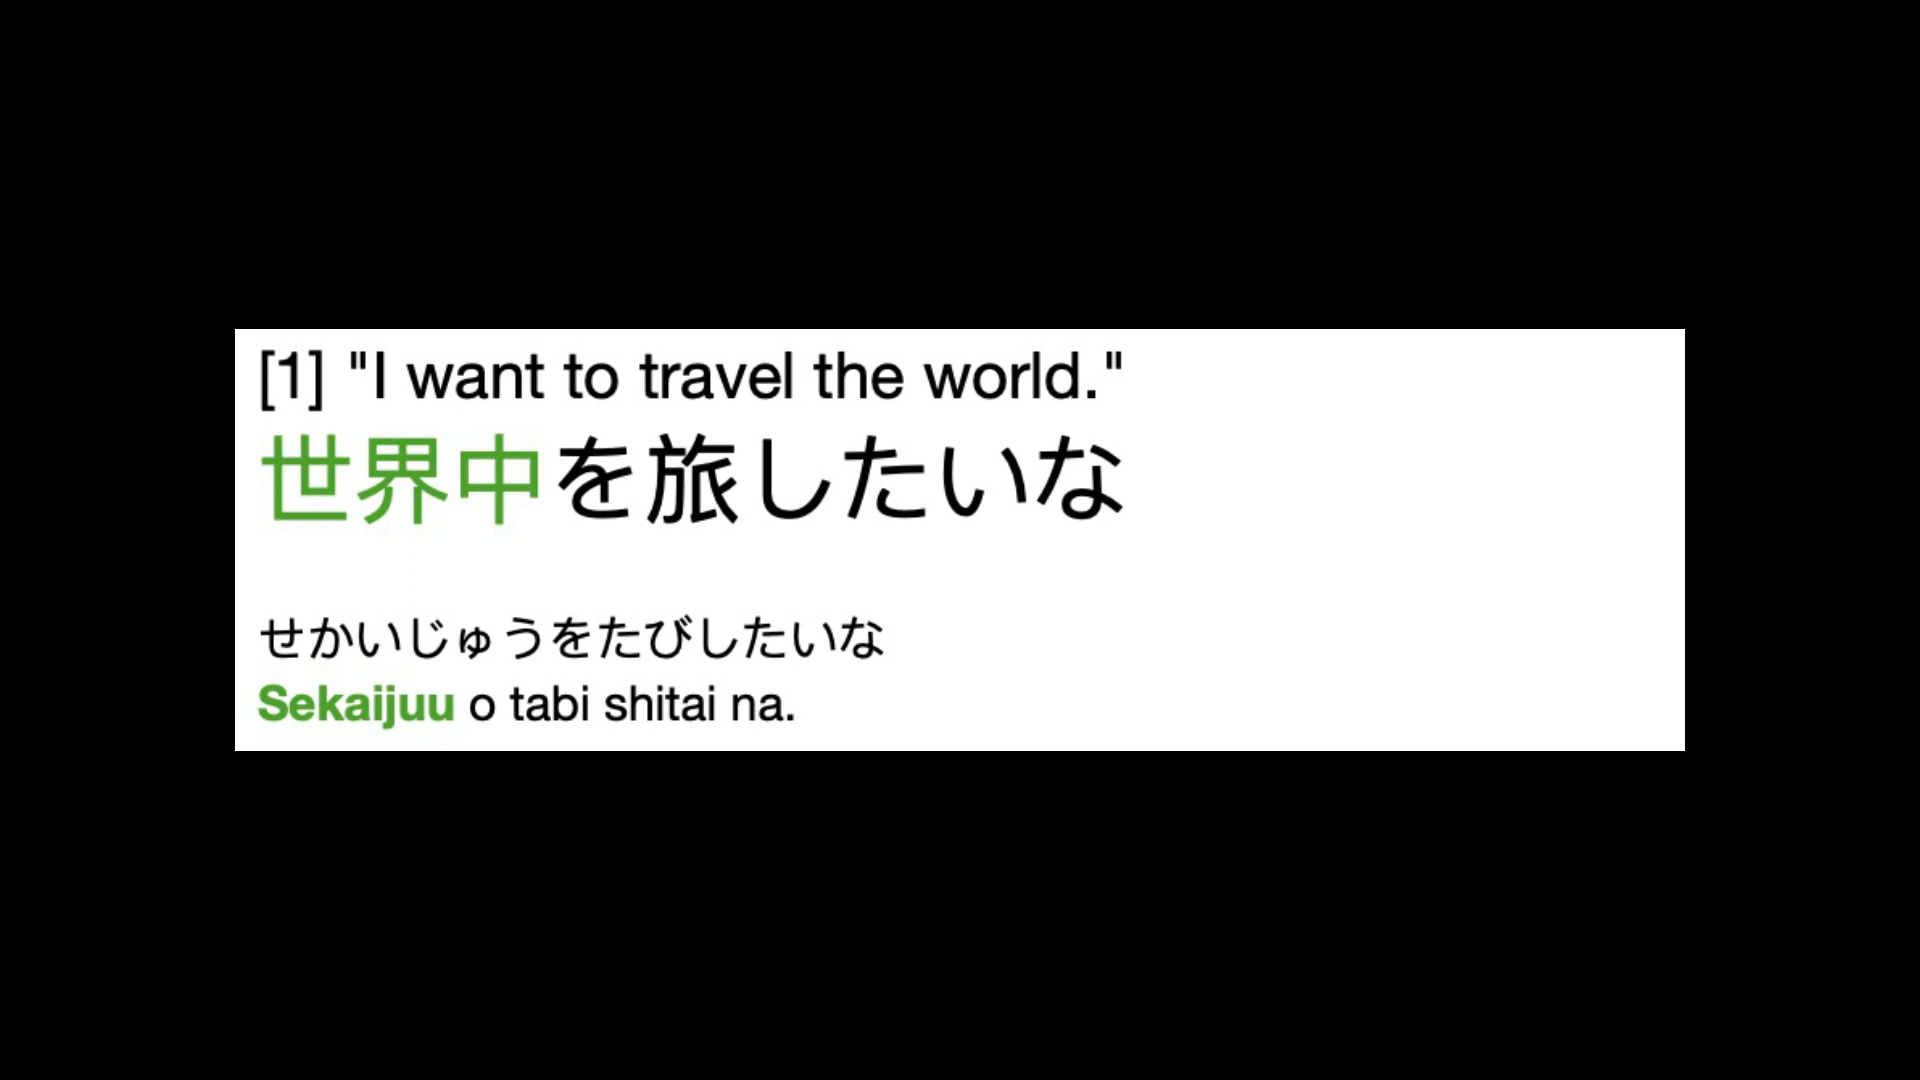 [1] "I want to travel the world."
世界中を旅したいな
せかいじゅうをたびしたいな
Sekaijuu o tabi shitai na.